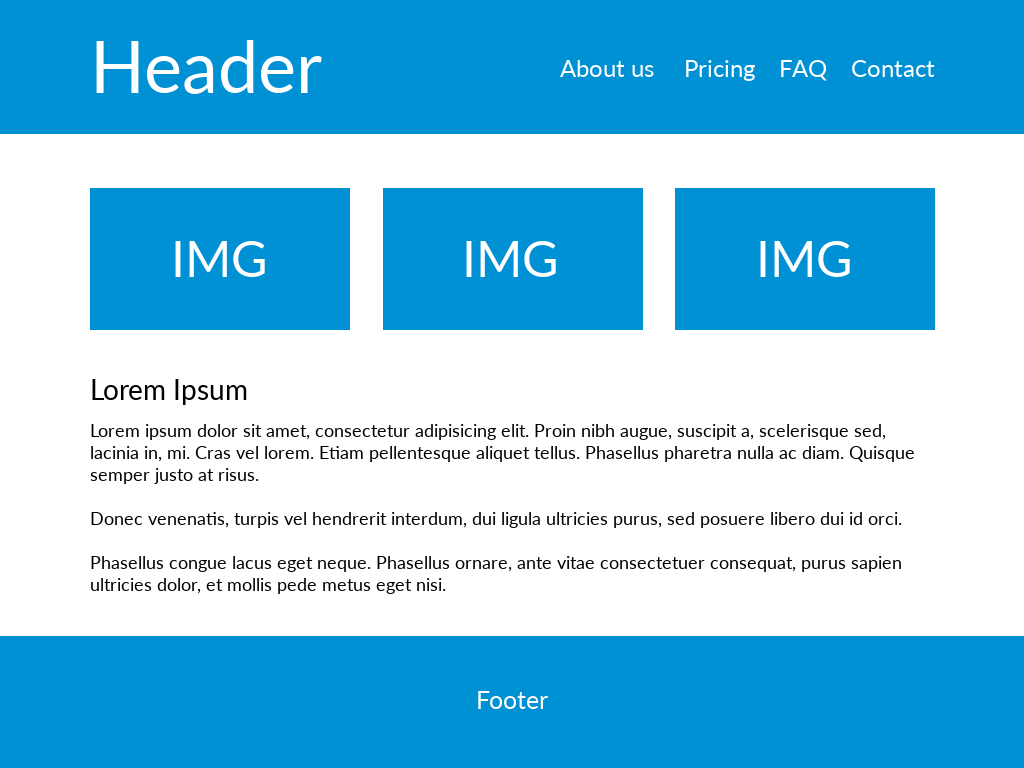 Header
About us Pricing FAQ Contact
IMG IMG IMG
Lorem Ipsum
Lorem ipsum dolor sit amet, consectetur adipisicing elit. Proin nibh augue, suscipit a, scelerisque sed,
lacinia in, mi. Cras vel lorem. Etiam pellentesque aliquet tellus. Phasellus pharetra nulla ac diam. Quisque
semper justo at risus.
Donec venenatis, turpis vel hendrerit interdum, dui ligula ultricies purus, sed posuere libero dui id orci.
Phasellus congue lacus eget neque. Phasellus ornare, ante vitae consectetuer consequat, purus sapien
ultricies dolor, et mollis pede metus eget nisi.
Footer